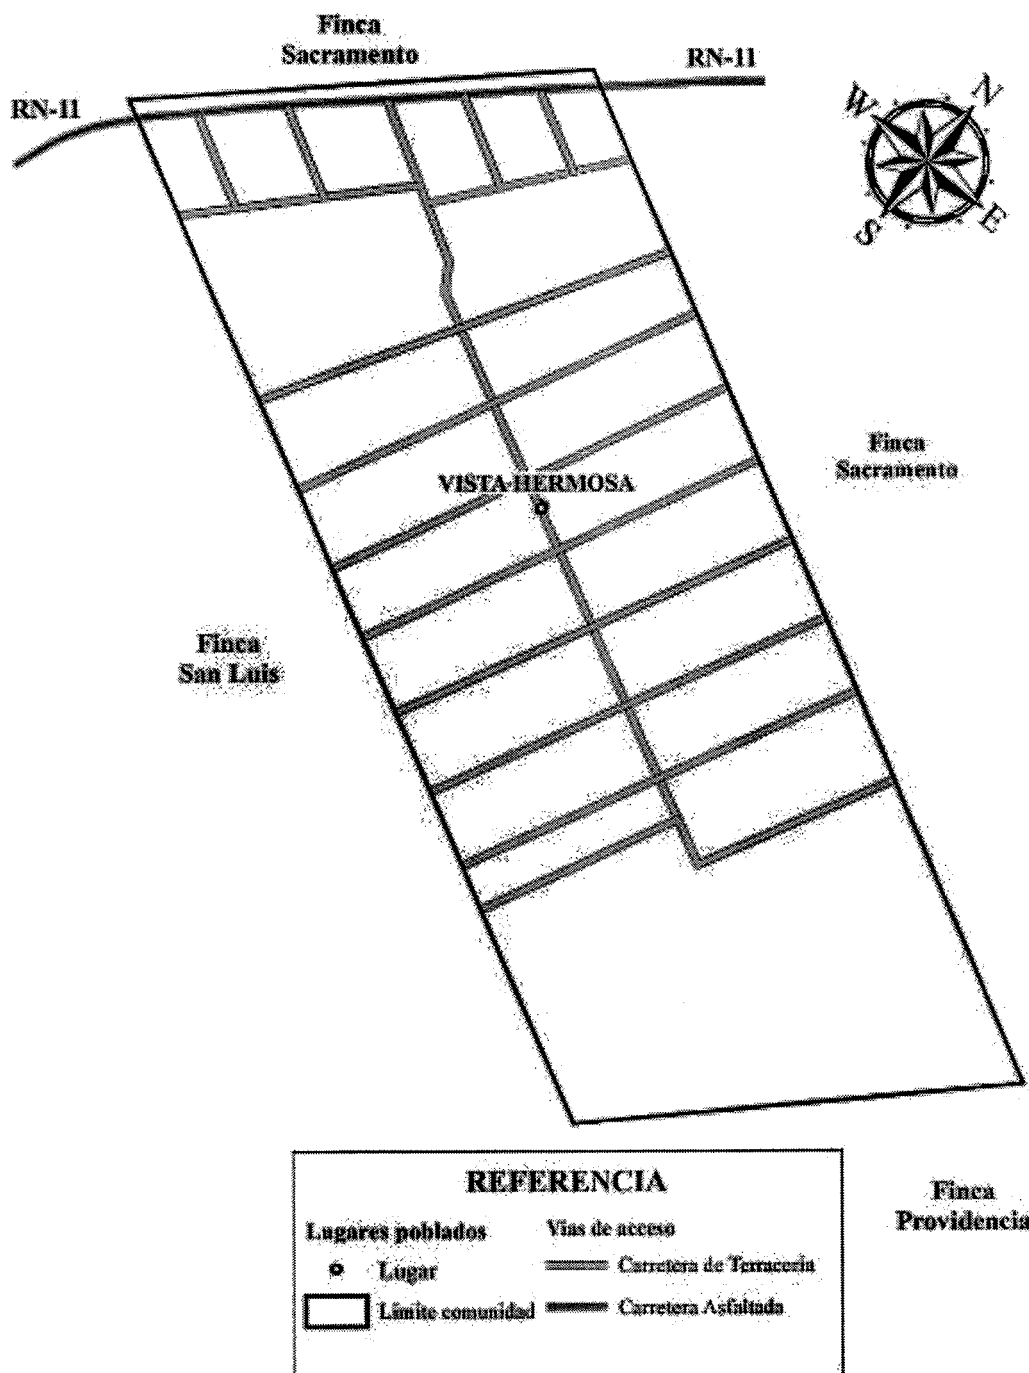 Finca
Sacramento
RN-11
RN-11
W
N
S
E
Finca
Sacramento
VISTA HERMOSA
Finca
San Luis
REFERENCIA
Lugares poblados
Vías de acceso
Lugar
Carretera de Terracería
Límite comunidad
Carretera Asfaltada
Finca
Providencia